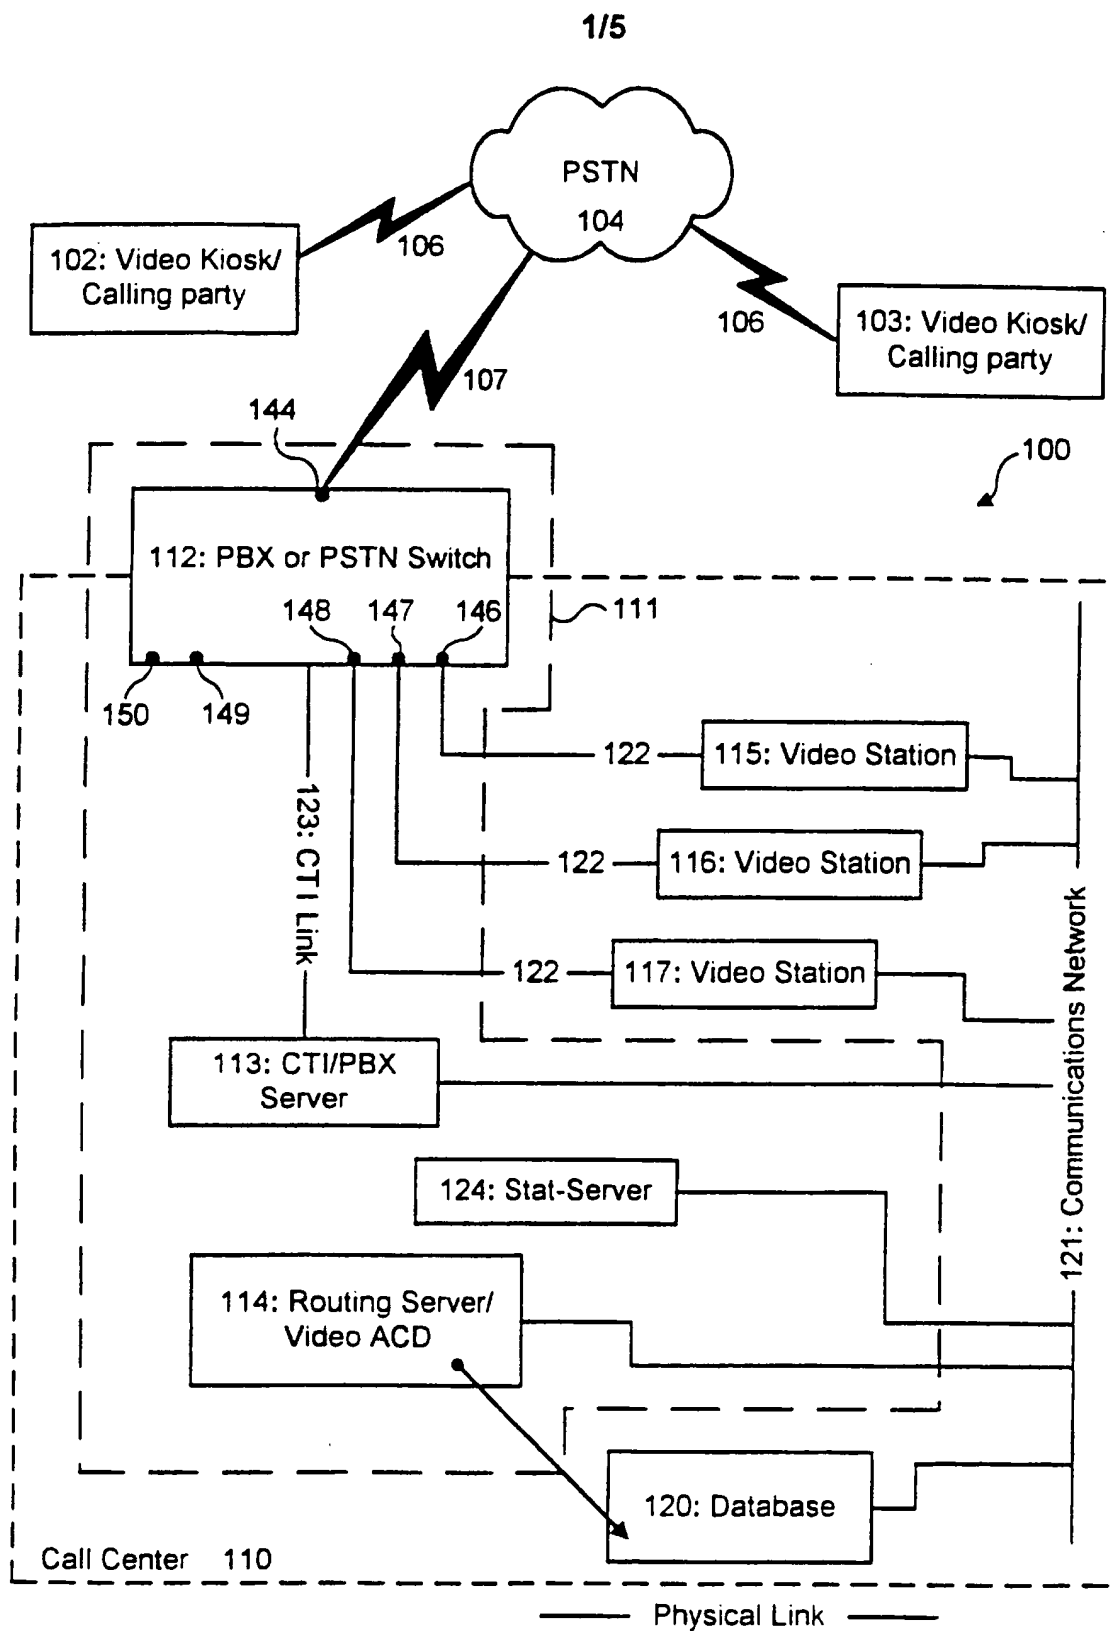 1/5
PSTN
104
106
102: Video Kiosk/
Calling party
106
103: Video Kiosk/
Calling party
107
144
100
112: PBX or PSTN Switch
148
147
146
111
150
149
122
115: Video Station
123: CTI Link
122
116: Video Station
122
117: Video Station
121: Communications Network
113: CTI/PBX
Server
124: Stat-Server
114: Routing Server/
Video ACD
120: Database
Call Center 110
Physical Link